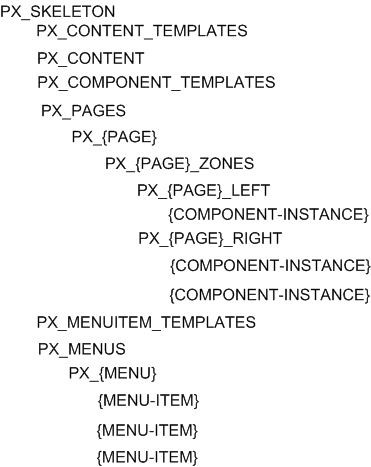 PX_SKELETON
PX_CONTENT_TEMPLATES
PX_CONTENT
PX_COMPONENT_TEMPLATES
PX_PAGES
PX_{PAGE}
PX_{PAGE}_ZONES
PX_{PAGE}_LEFT
{COMPONENT-INSTANCE}
PX_{PAGE}_RIGHT
{COMPONENT-INSTANCE}
{COMPONENT-INSTANCE}
PX_MENUITEM_TEMPLATES
PX_MENUS
PX_{MENU}
{MENU-ITEM}
{MENU-ITEM}
{MENU-ITEM}